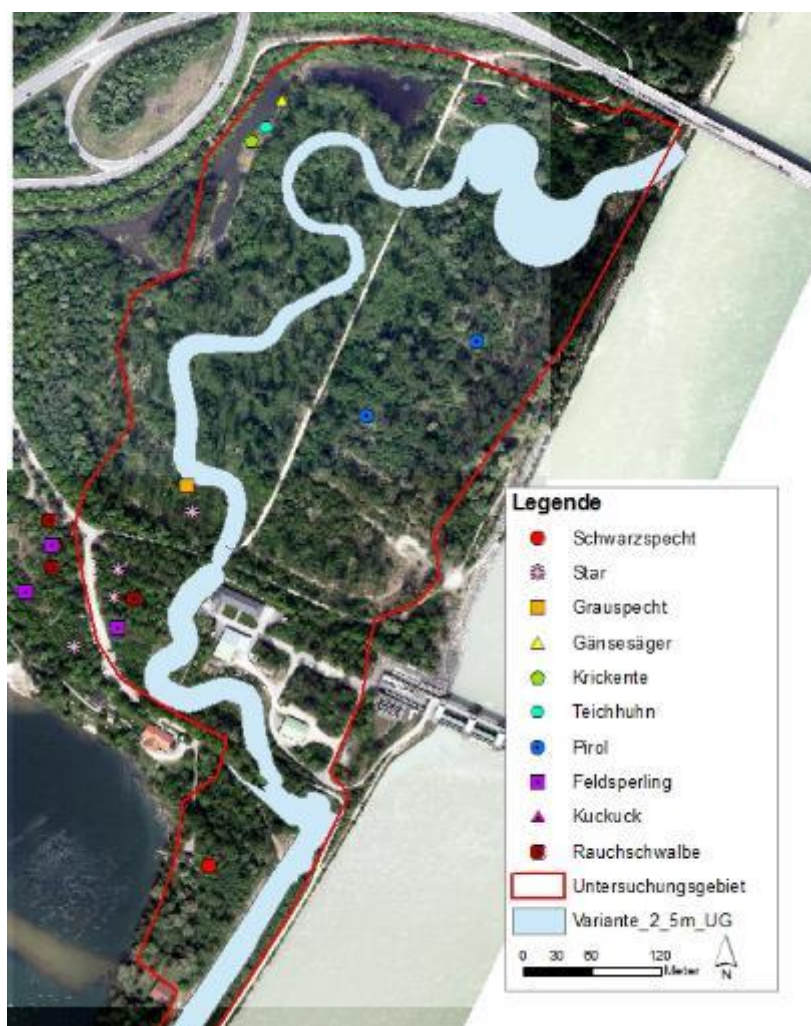 Legende
Schwarzspecht
Star
Grauspecht
Gänsesäger
Krickente
Teichhuhn
Pirol
Feldsperling
Kuckuck
Rauchschwalbe
Untersuchungsgebiet
Variante_2_5m_UG
0 30 60 120
Meter
N